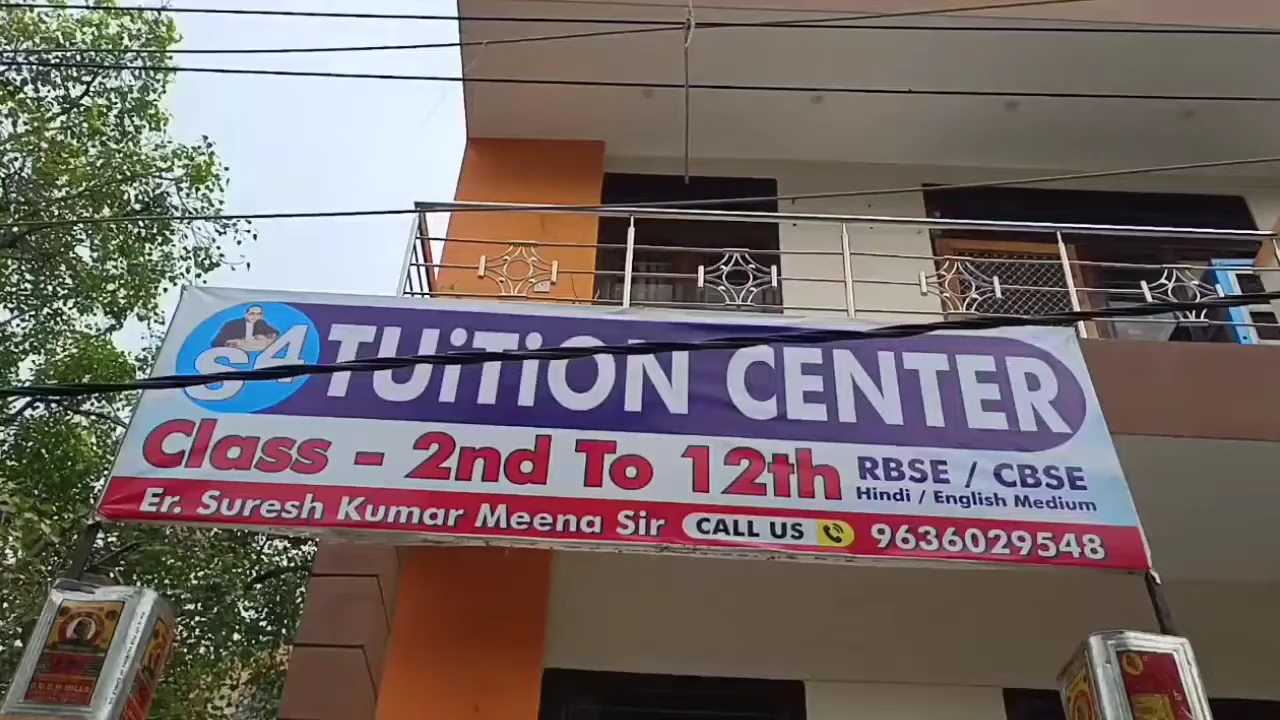 S4 TUiTiON CENTER
Class - 2nd To 12th
RBSE / CBSE
Hindi / English Medium
Er. Suresh Kumar Meena Sir
CALL US 9636029548